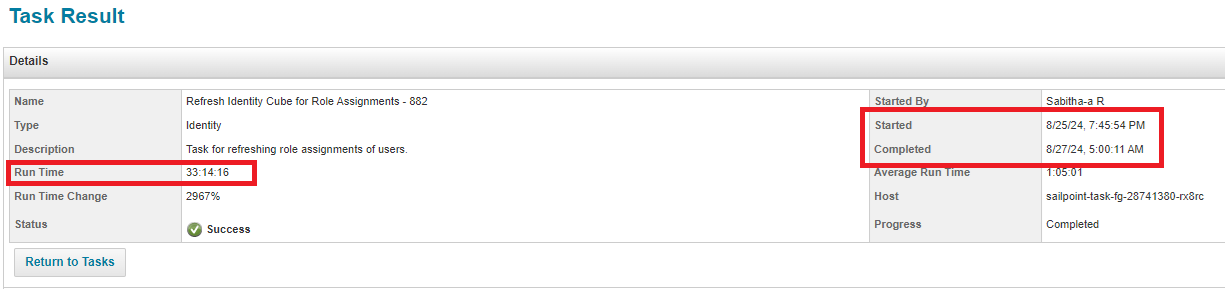 Task Result
Details
Name Refresh Identity Cube for Role Assignments - 882 Started By Sabitha-a R
Type Identity Started 8/25/24, 7:45:54 PM
Description Task for refreshing role assignments of users. Completed 8/27/24, 5:00:11 AM
Run Time 33:14:16 Average Run Time 1:05:01
Run Time Change 2967% Host sailpoint-task-fg-28741380-rx8rc
Status Success Progress Completed
Return to Tasks